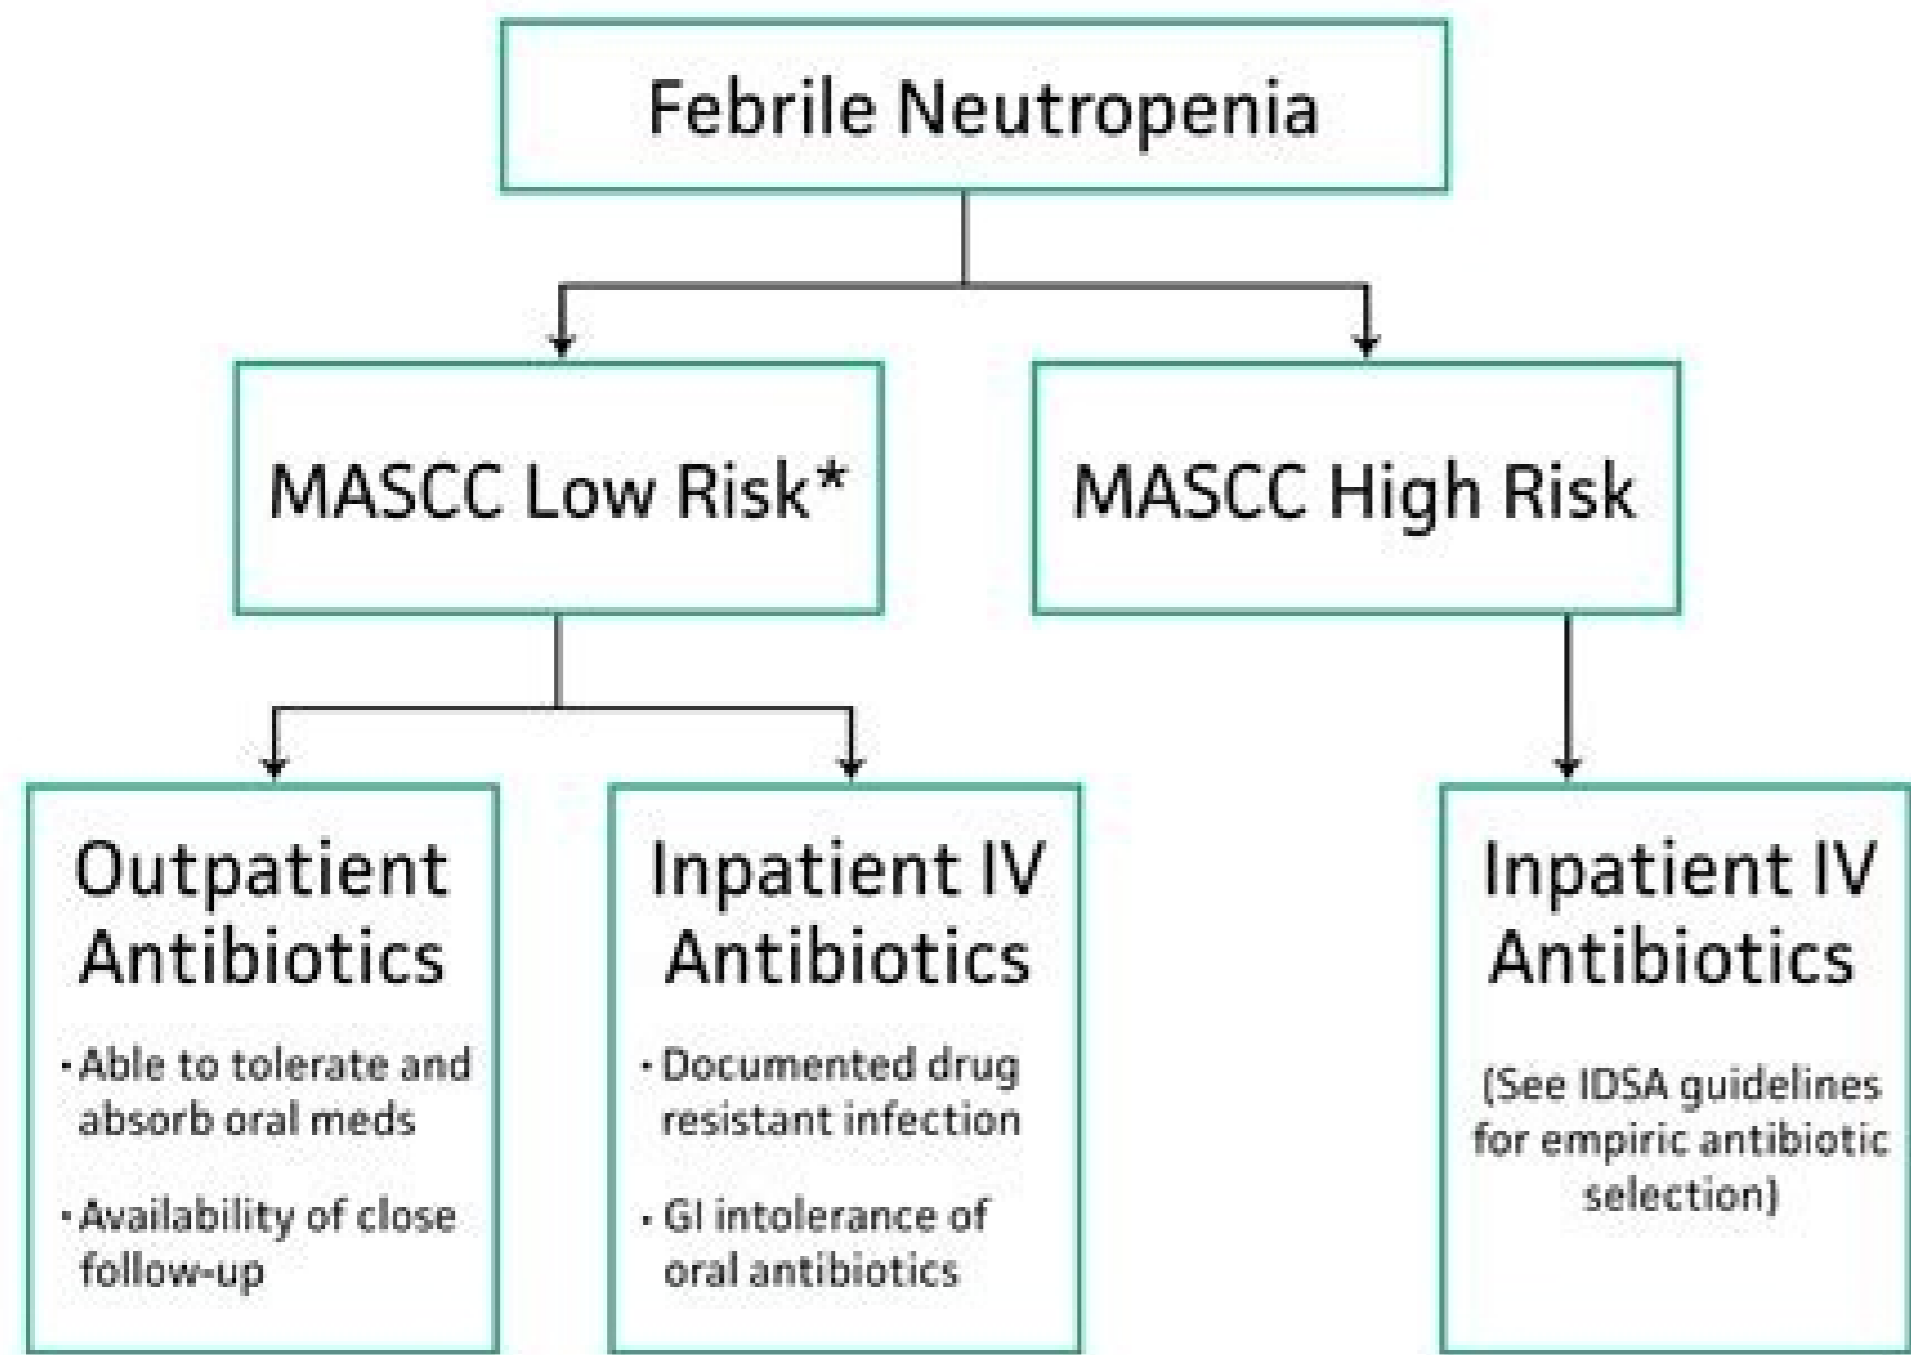 Febrile Neutropenia
MASCC Low Risk*
MASCC High Risk
Outpatient
Antibiotics
· Able to tolerate and
absorb oral meds
· Availability of close
follow-up
Inpatient IV
Antibiotics
· Documented drug
resistant infection
· GI intolerance of
oral antibiotics
Inpatient IV
Antibiotics
(See IDSA guidelines
for empiric antibiotic
selection)